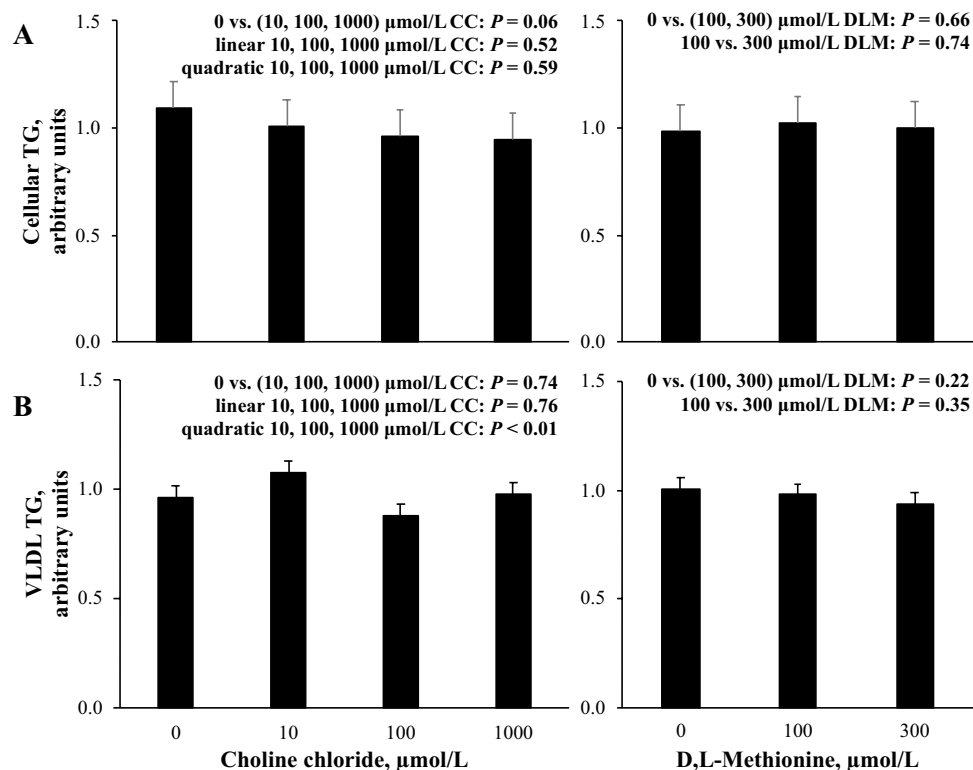 A
0 vs. (10, 100, 1000) µmol/L CC: P = 0.06
linear 10, 100, 1000 µmol/L CC: P = 0.52
quadratic 10, 100, 1000 µmol/L CC: P = 0.59
Cellular TG,
arbitrary units
1.5
1.0
0.5
0.0
0 vs. (100, 300) µmol/L DLM: P = 0.66
100 vs. 300 µmol/L DLM: P = 0.74
1.5
1.0
0.5
0.0
B
0 vs. (10, 100, 1000) µmol/L CC: P = 0.74
linear 10, 100, 1000 µmol/L CC: P = 0.76
quadratic 10, 100, 1000 µmol/L CC: P < 0.01
VLDL TG,
arbitrary units
1.5
1.0
0.5
0.0
0 10 100 1000
Choline chloride, µmol/L
0 vs. (100, 300) µmol/L DLM: P = 0.22
100 vs. 300 µmol/L DLM: P = 0.35
1.5
1.0
0.5
0.0
0 100 300
D,L-Methionine, µmol/L